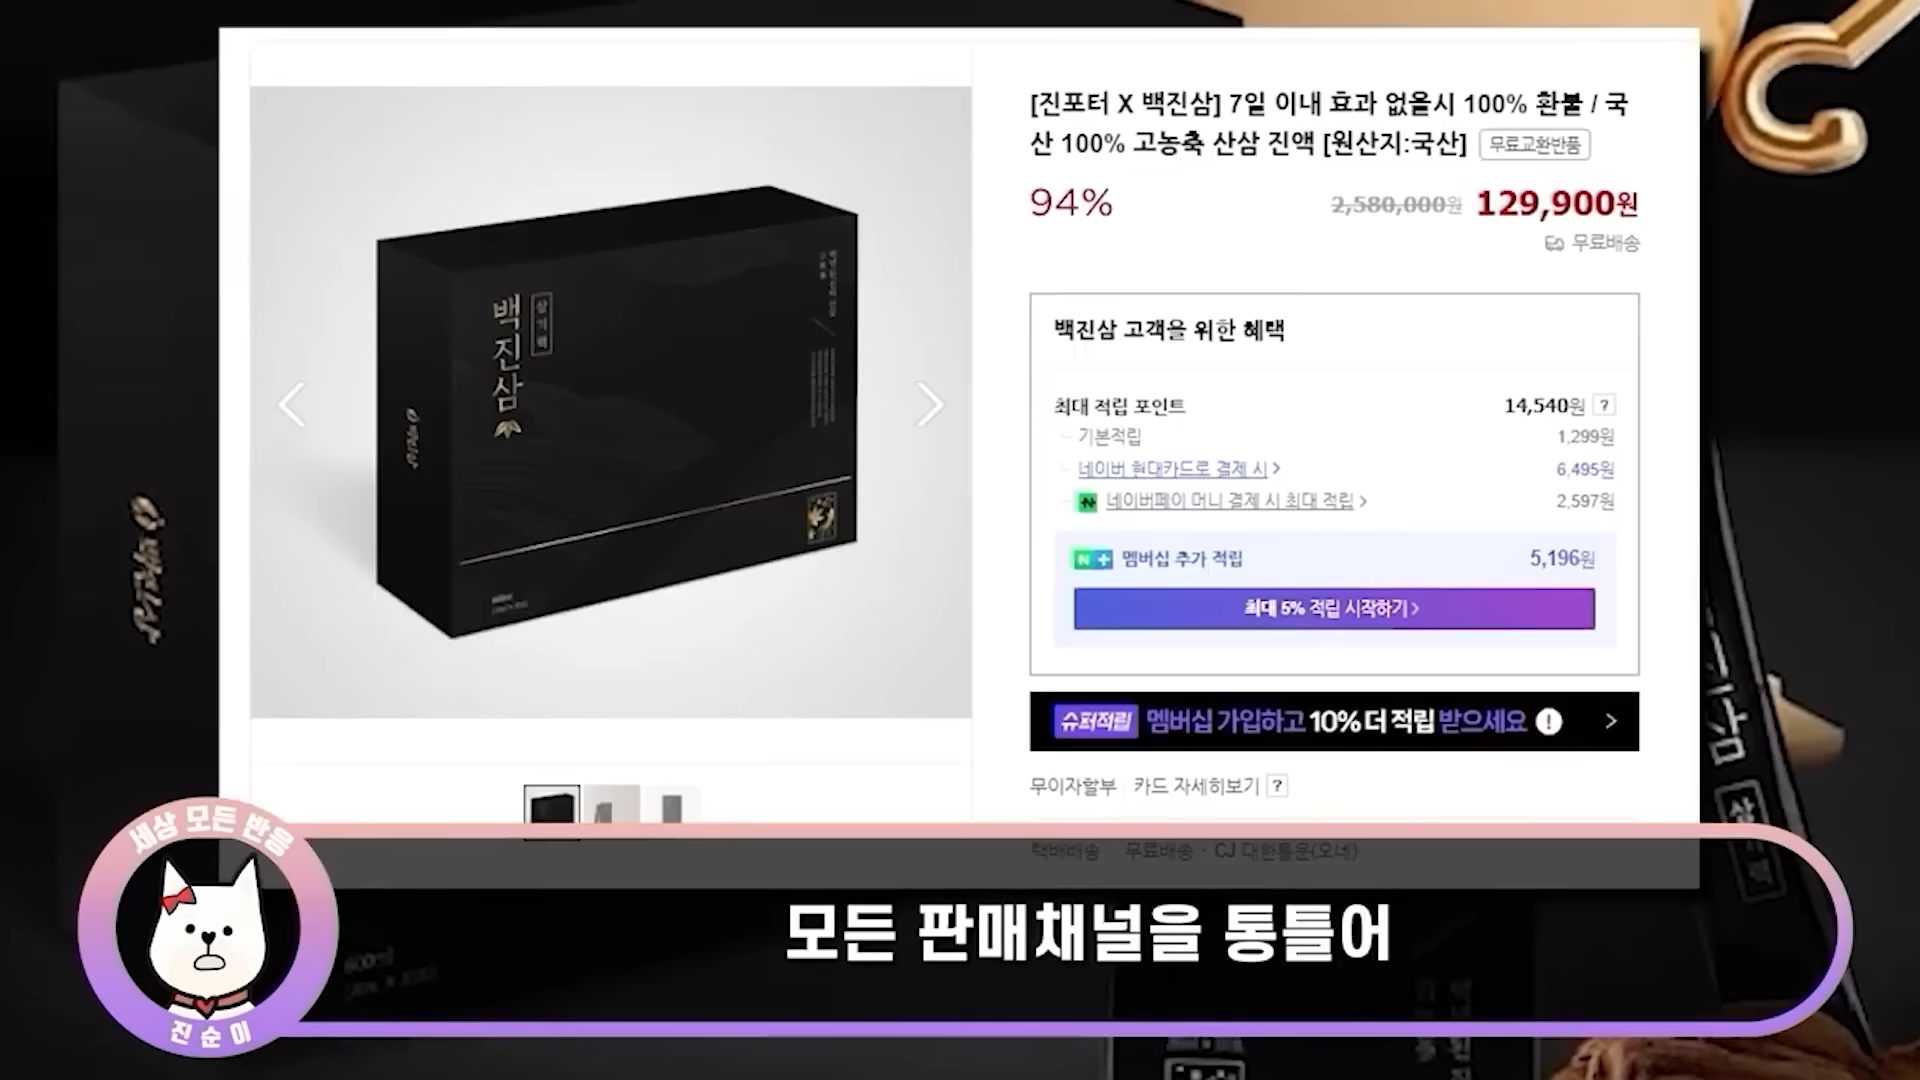 [진포터 X 백진삼] 7일 이내 효과 없을시 100% 환불 / 국
산 100% 고농축 산삼 진액 [원산지:국산] 무료교환반품
94% 2,580,000원 129,900원
무료배송
백진삼 고객을 위한 혜택
최대 적립 포인트 14,540원 ?
기본적립 1,299원
네이버 현대카드로 결제 시 > 6,495원
네이버페이 머니 결제 시 최대 적립 > 2,597원
N+ 멤버십 추가 적립 5,196원
최대 5% 적립 시작하기 >
슈퍼적립 멤버십 가입하고 10% 더 적립 받으세요 ! >
무이자할부 카드 자세히보기 ?
택배배송 무료배송 · CJ 대한통운(오네)
백진삼
삼기력
세상 모든 반응
진순이
모든 판매채널을 통틀어